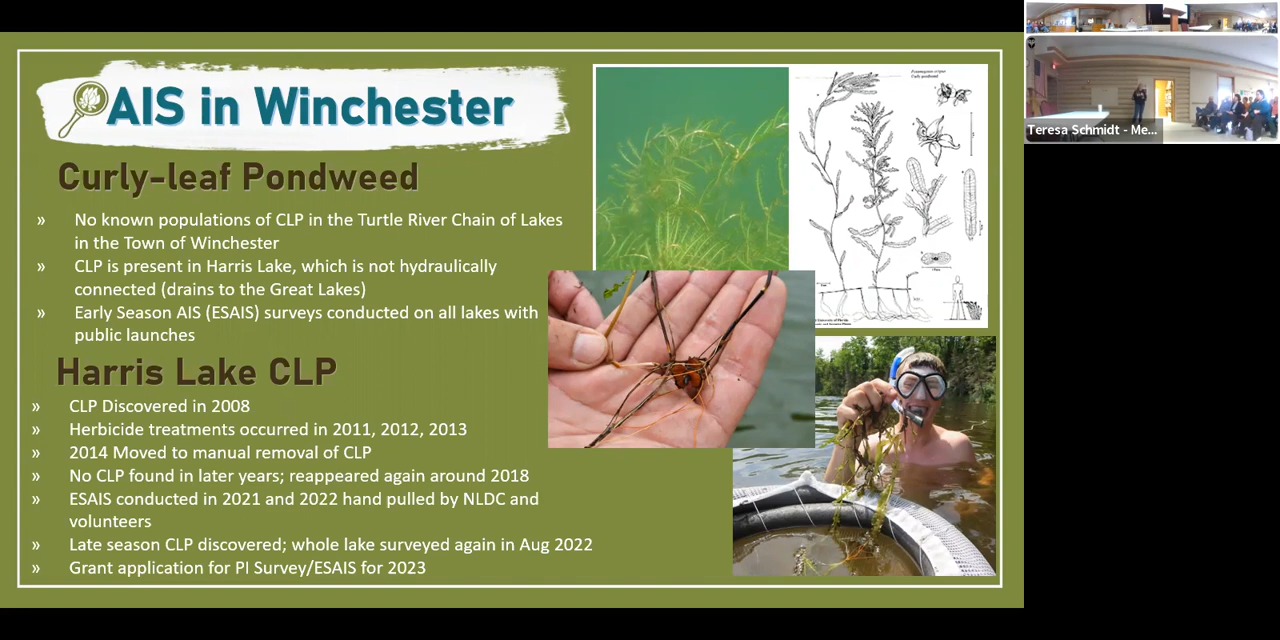 AIS in Winchester
Curly-leaf Pondweed
» No known populations of CLP in the Turtle River Chain of Lakes
in the Town of Winchester
» CLP is present in Harris Lake, which is not hydraulically
connected (drains to the Great Lakes)
» Early Season AIS (ESAIS) surveys conducted on all lakes with
public launches
Harris Lake CLP
» CLP Discovered in 2008
» Herbicide treatments occurred in 2011, 2012, 2013
» 2014 Moved to manual removal of CLP
» No CLP found in later years; reappeared again around 2018
» ESAIS conducted in 2021 and 2022 hand pulled by NLDC and
volunteers
» Late season CLP discovered; whole lake surveyed again in Aug 2022
» Grant application for PI Survey/ESAIS for 2023
Teresa Schmidt - Me...